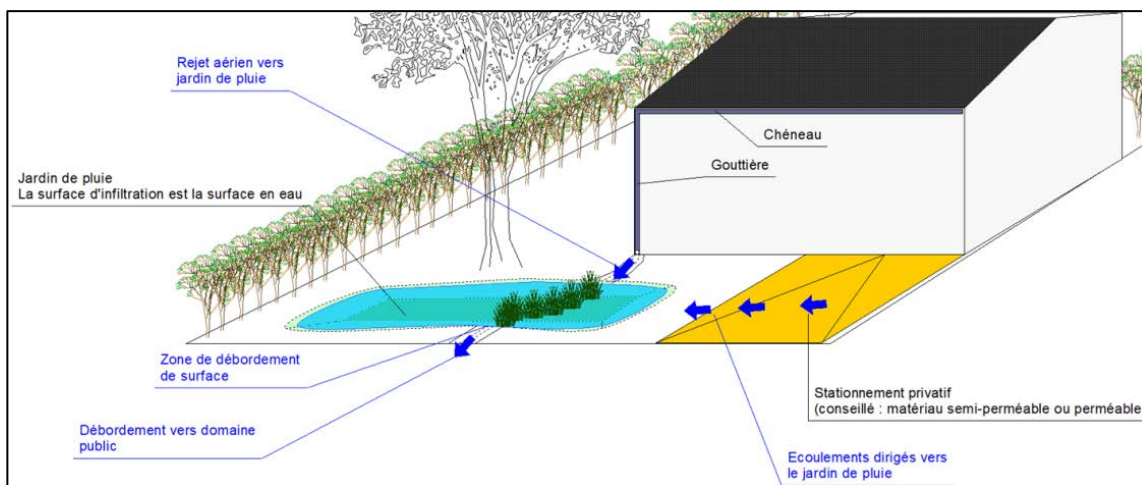 Rejet aérien vers
jardin de pluie
Chéneau
Gouttière
Jardin de pluie
La surface d'infiltration est la surface en eau
Zone de débordement
de surface
Stationnement privatif
(conseillé : matériau semi-perméable ou perméable
Débordement vers domaine
public
Ecoulements dirigés vers
le jardin de pluie